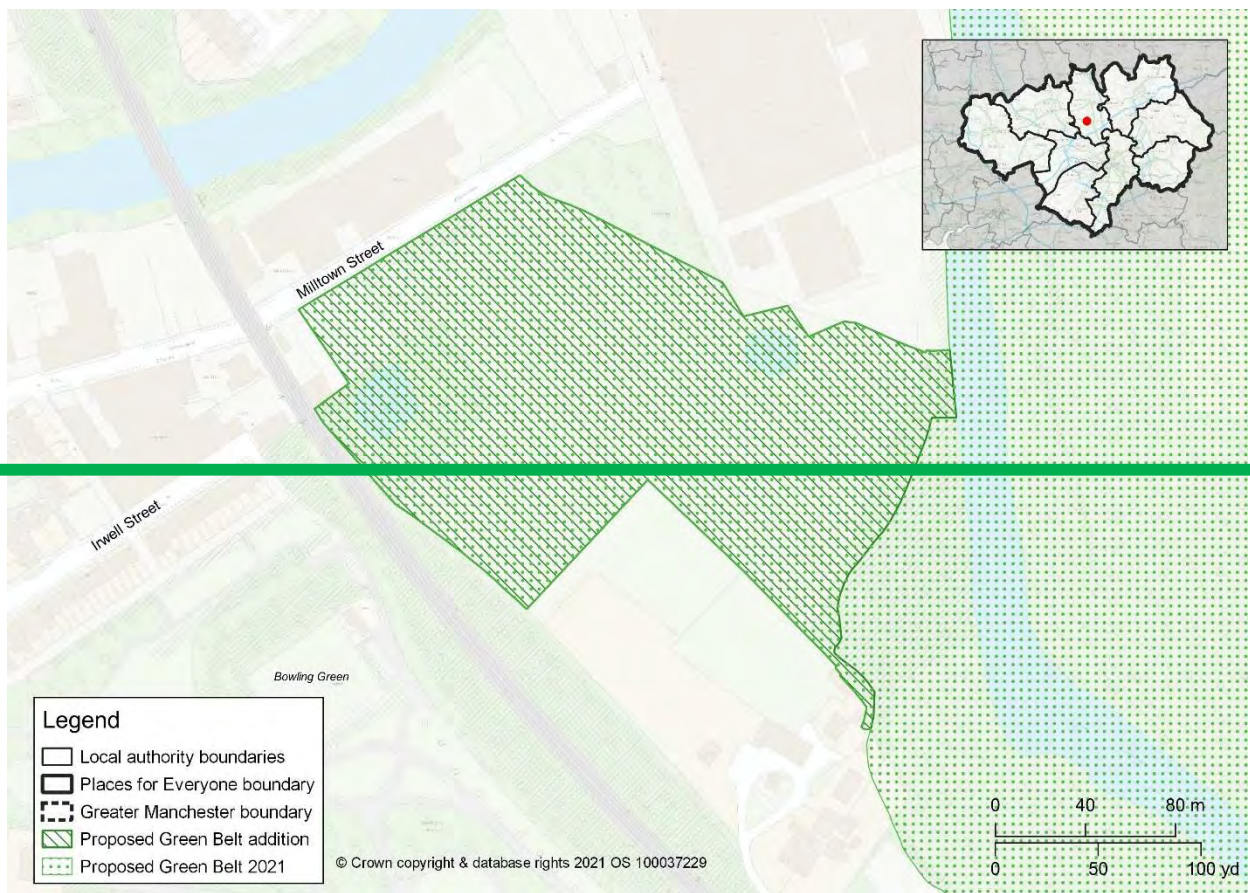 Milltown Street
Irwell Street
Bowling Green
Legend
Local authority boundaries
Places for Everyone boundary
Greater Manchester boundary
Proposed Green Belt addition
Proposed Green Belt 2021
© Crown copyright & database rights 2021 OS 100037229
0 40 80 m
0 50 100 yd